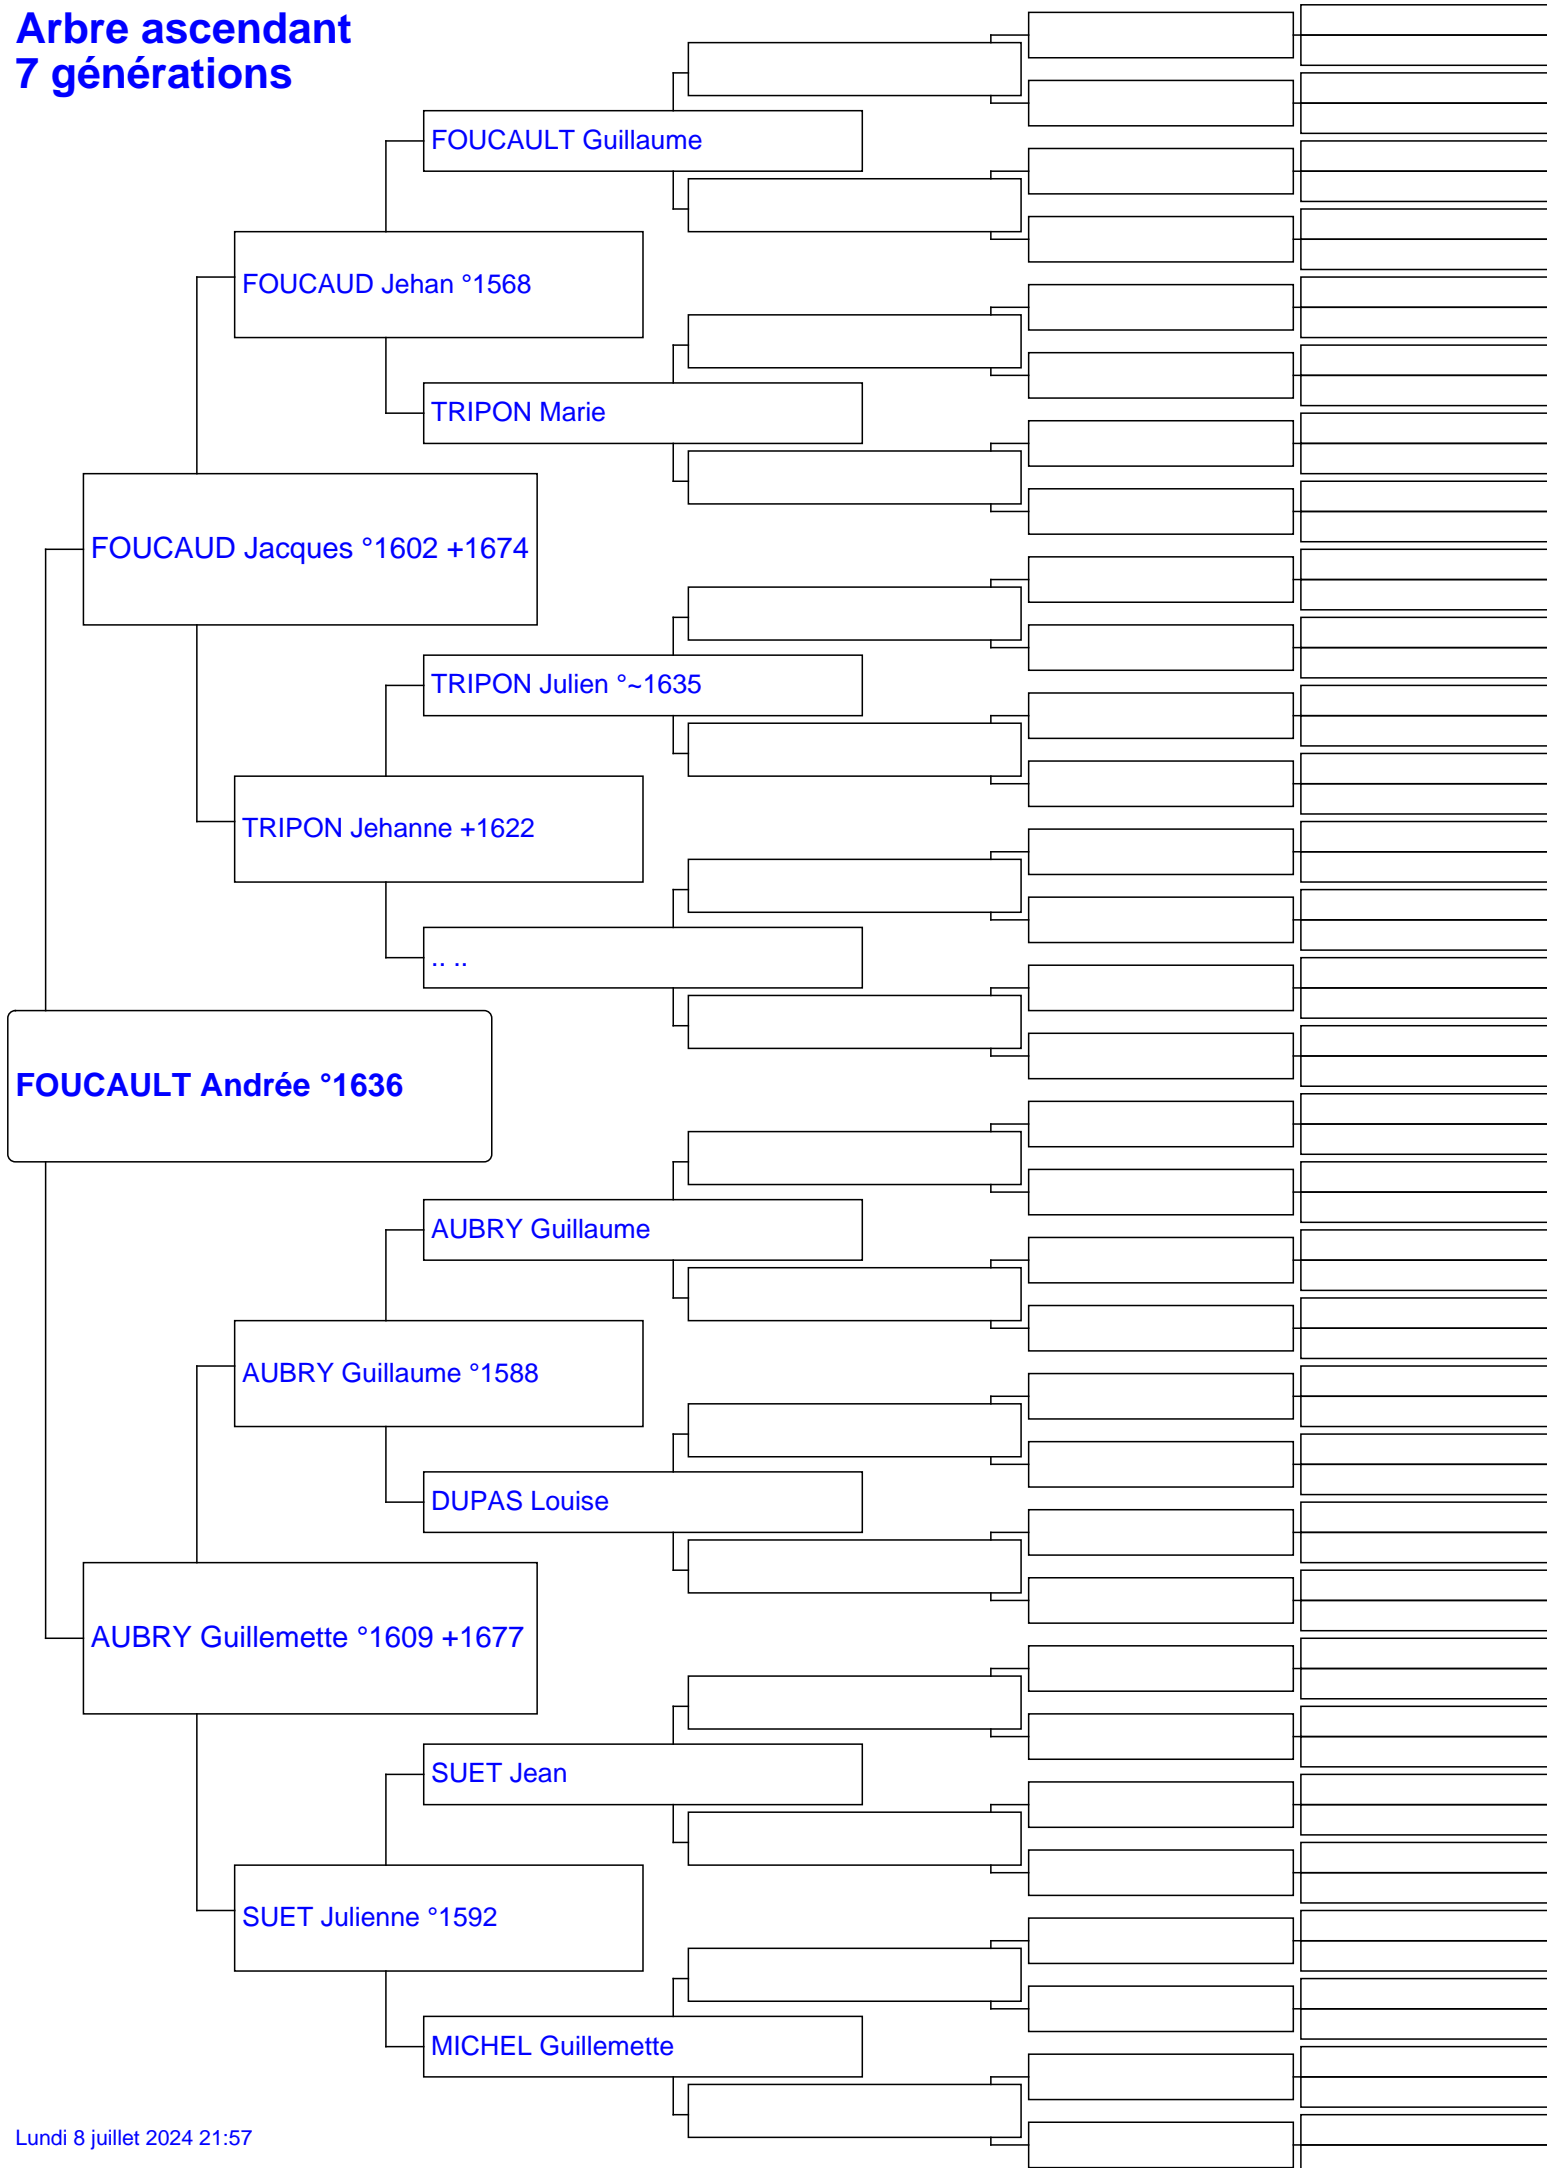 Arbre ascendant
7 générations
FOUCAULT Guillaume
FOUCAUD Jehan °1568
TRIPON Marie
FOUCAUD Jacques °1602 +1674
TRIPON Julien °~1635
TRIPON Jehanne +1622
.. ..
FOUCAULT Andrée °1636
AUBRY Guillaume
AUBRY Guillaume °1588
DUPAS Louise
AUBRY Guillemette °1609 +1677
SUET Jean
SUET Julienne °1592
MICHEL Guillemette
Lundi 8 juillet 2024 21:57